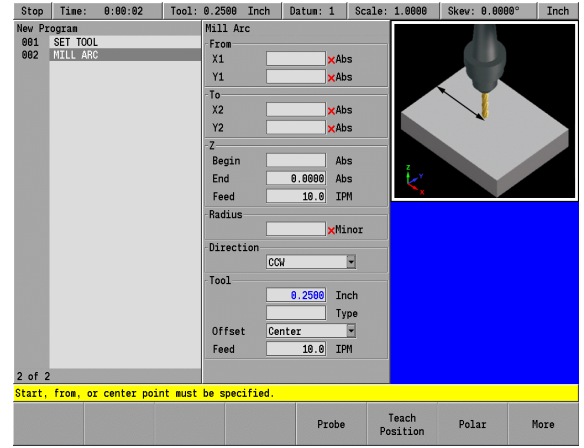 Stop Time: 0:00:02 Tool: 0.2500 Inch Datum: 1 Scale: 1.0000 Skew: 0.0000° Inch
New Program
001 SET TOOL
002 MILL ARC
2 of 2
Mill Arc
From
X1 Abs
Y1 Abs
To
X2 Abs
Y2 Abs
Z
Begin Abs
End 0.0000 Abs
Feed 10.0 IPM
Radius
Minor
Direction
CCW
Tool
0.2500 Inch
Type
Offset Center
Feed 10.0 IPM
Z
Y
X
Start, from, or center point must be specified.
Probe Teach Position Polar More